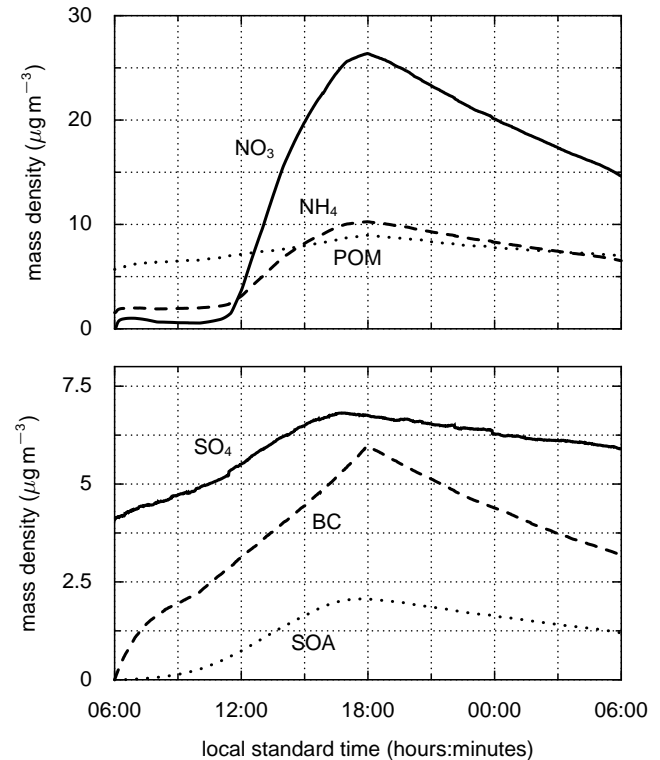 30
20
10
0
mass density (μg m−3)
NO3
NH4
POM
7.5
5
2.5
0
mass density (μg m−3)
SO4
BC
SOA
06:00 12:00 18:00 00:00 06:00
local standard time (hours:minutes)